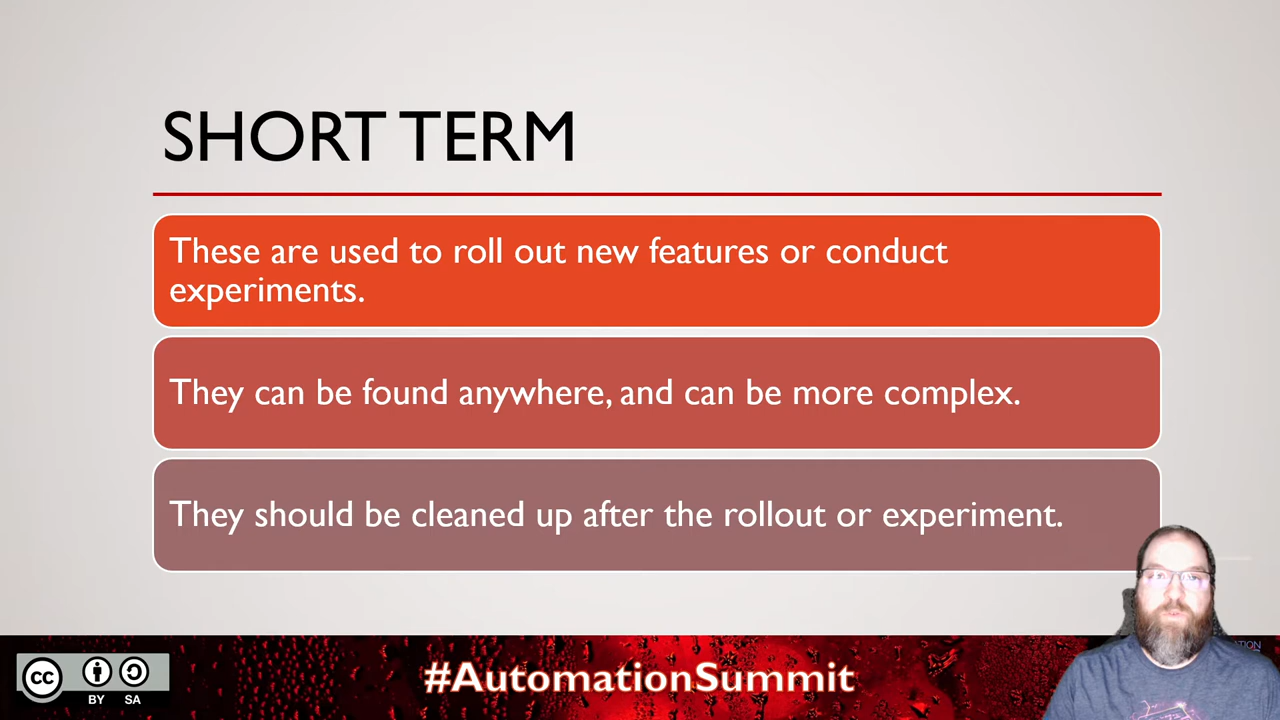 SHORT TERM
These are used to roll out new features or conduct
experiments.
They can be found anywhere, and can be more complex.
They should be cleaned up after the rollout or experiment.
cc
BY SA
#AutomationSummit